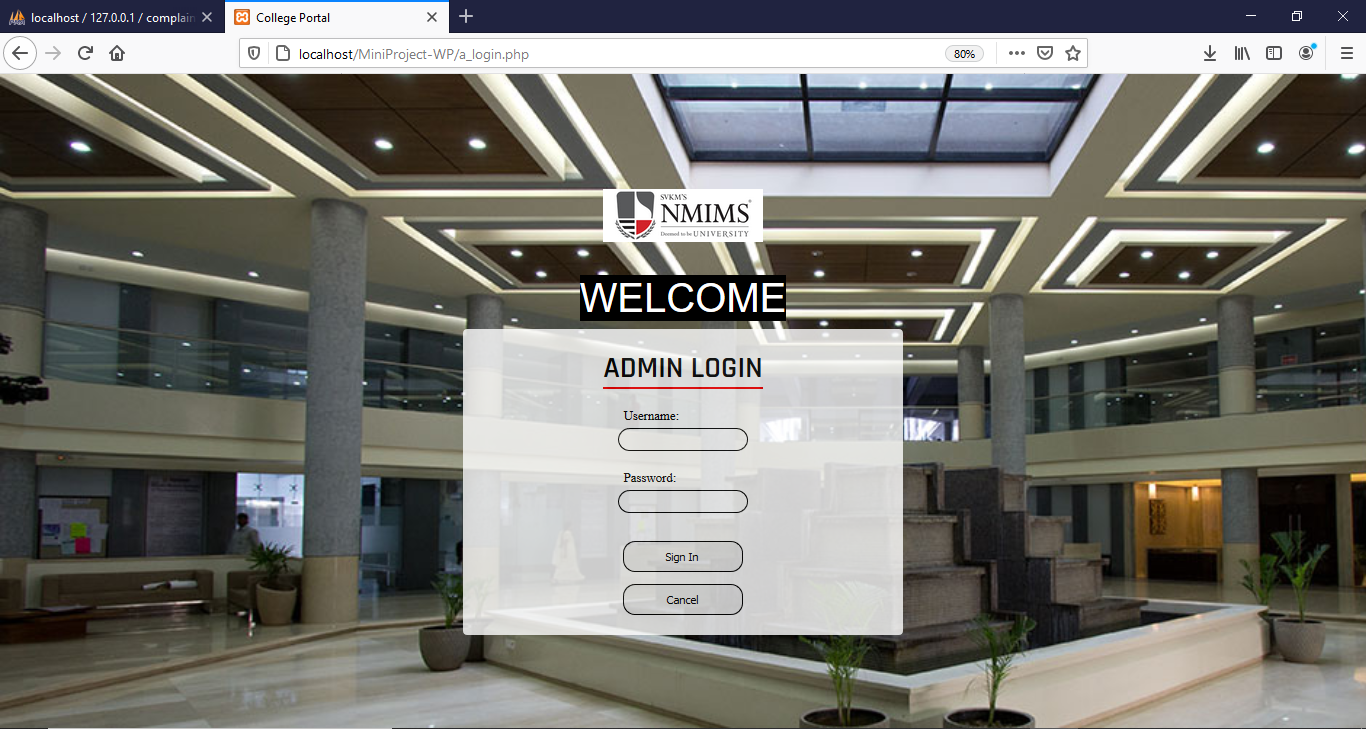 localhost / 127.0.0.1 / complain
College Portal
localhost/MiniProject-WP/a_login.php
80%
SVKM'S
NMIMS
Deemed to be UNIVERSITY
WELCOME
ADMIN LOGIN
Username:
Password:
Sign In
Cancel